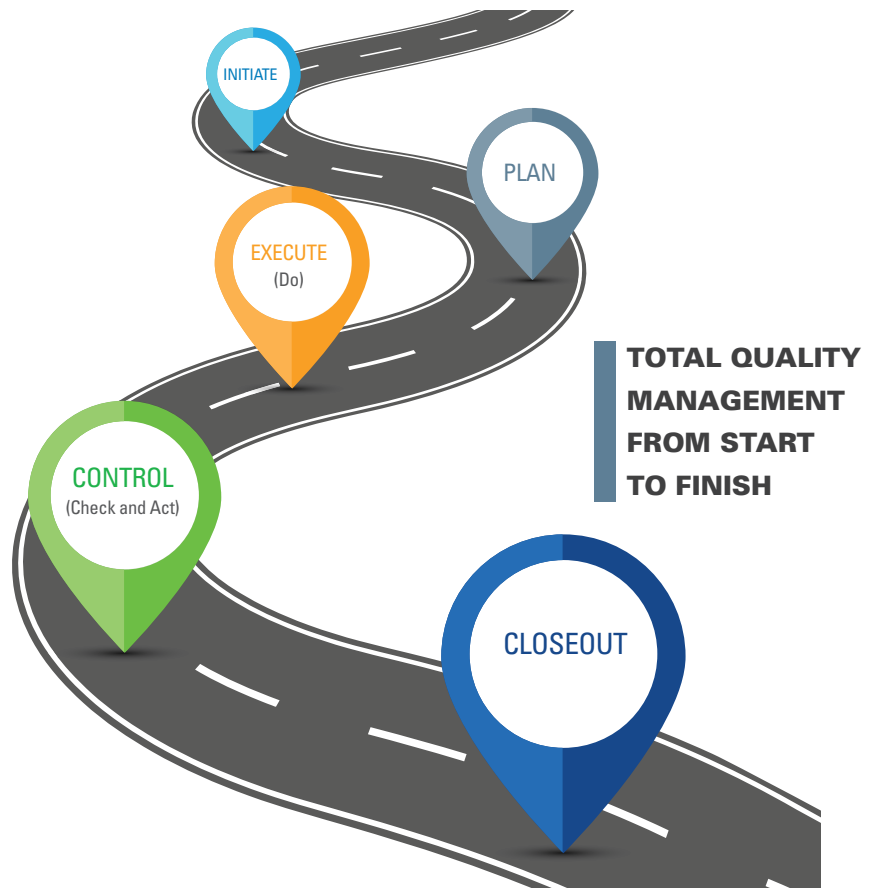 INITIATE
PLAN
EXECUTE
(Do)
TOTAL QUALITY
MANAGEMENT
FROM START
TO FINISH
CONTROL
(Check and Act)
CLOSEOUT